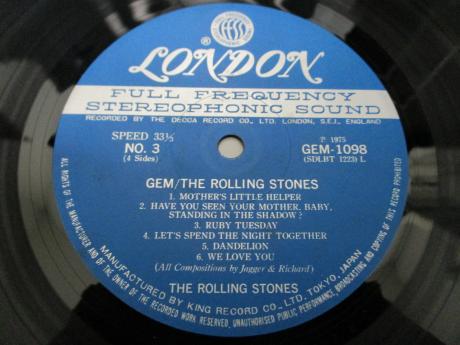 FFSS
® LONDON
FULL FREQUENCY
STEREOPHONIC SOUND
RECORDED BY THE DECCA RECORD CO., LTD. LONDON, S.E.1., ENGLAND
SPEED 33⅓
NO. 3
(4 Sides)
℗ 1975
GEM-1098
(SDLBT 1223) L
GEM/THE ROLLING STONES
1. MOTHER'S LITTLE HELPER
2. HAVE YOU SEEN YOUR MOTHER, BABY,
STANDING IN THE SHADOW?
3. RUBY TUESDAY
4. LET'S SPEND THE NIGHT TOGETHER
5. DANDELION
6. WE LOVE YOU
(All Compositions by Jagger & Richard)
THE ROLLING STONES
MANUFACTURED BY KING RECORD CO., LTD. TOKYO, JAPAN
ALL RIGHTS OF THE MANUFACTURER AND OF THE OWNER OF THE RECORDED WORK RESERVED, UNAUTHORISED PUBLIC PERFORMANCE, BROADCASTING AND COPYING OF THIS RECORD PROHIBITED